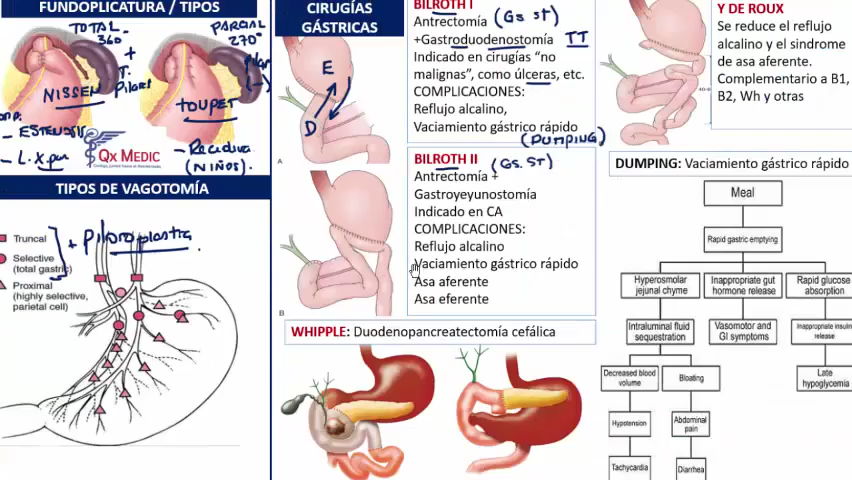 FUNDOPLICATURA / TIPOS
TOTAL
360
+
T.
Pilares
NISSEN
PARCIAL
270°
TOUPET
- ESTENOSIS
- Recidiva
(NIÑOS).
QX MEDIC
TIPOS DE VAGOTOMÍA
Truncal
Selective
(total gastric)
Proximal
(highly selective,
parietal cell)
+ Piloroplastia
CIRUGÍAS
GÁSTRICAS
E
D
A
B
BILROTH I (Gs ST)
Antrectomía
+Gastroduodenostomía TT
Indicado en cirugías “no
malignas”, como úlceras, etc.
COMPLICACIONES:
Reflujo alcalino,
Vaciamiento gástrico rápido
(DUMPING)
BILROTH II (Gs. ST)
Antrectomía +
Gastroyeyunostomía
Indicado en CA
COMPLICACIONES:
Reflujo alcalino
Vaciamiento gástrico rápido
Asa aferente
Asa eferente
WHIPPLE: Duodenopancreatectomía cefálica
Y DE ROUX
Se reduce el reflujo
alcalino y el sindrome
de asa aferente.
Complementario a B1,
B2, Wh y otras
DUMPING: Vaciamiento gástrico rápido
Meal
Rapid gastric emptying
Hyperosmolar
jejunal chyme
Inappropriate gut
hormone release
Rapid glucose
absorption
Intraluminal fluid
sequestration
Vasomotor and
GI symptoms
Inappropriate insulin
release
Decreased blood
volume
Bloating
Late
hypoglycemia
Hypotension
Abdominal
pain
Tachycardia
Diarrhea